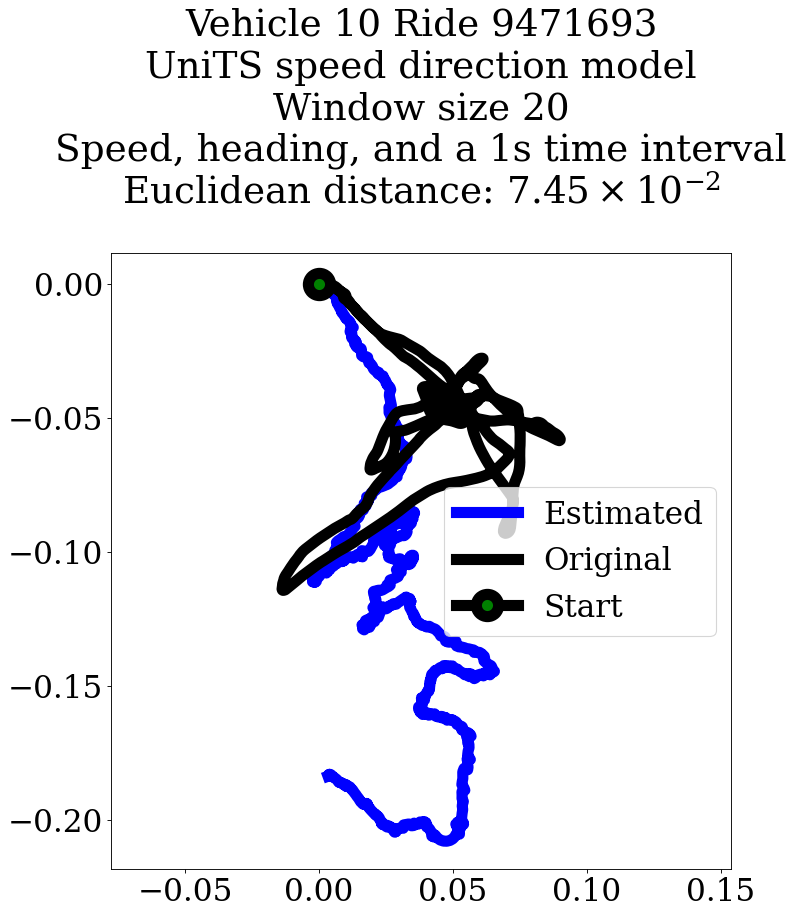 Vehicle 10 Ride 9471693
UniTS speed direction model
Window size 20
Speed, heading, and a 1s time interval
Euclidean distance: 7.45 × 10⁻²
0.00
−0.05
−0.10
−0.15
−0.20
Estimated
Original
Start
−0.05 0.00 0.05 0.10 0.15